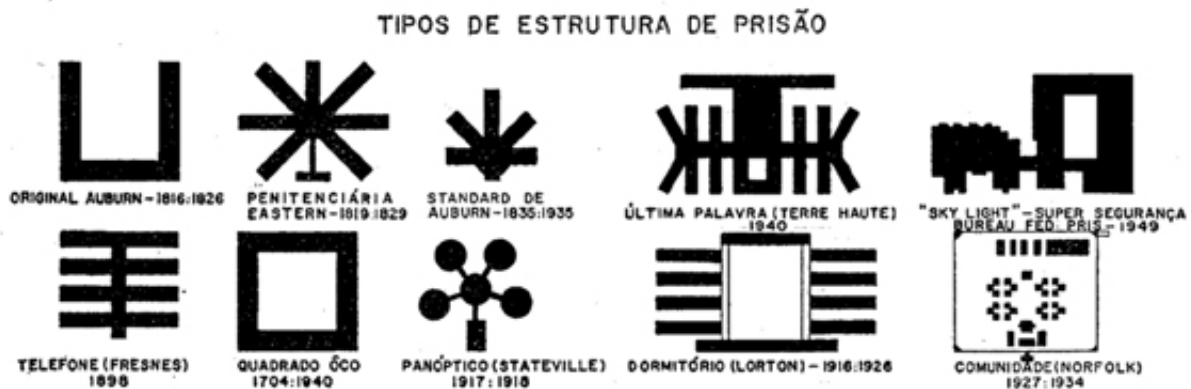 TIPOS DE ESTRUTURA DE PRISÃO
ORIGINAL AUBURN-1816:1826
PENITENCIÁRIA
EASTERN-1819:1829
STANDARD DE
AUBURN-1835:1935
ÚLTIMA PALAVRA (TERRE HAUTE)
1940
"SKY LIGHT"-SUPER SEGURANÇA
BUREAU FED. PRIS-1949
TELEFONE (FRESNES)
1898
QUADRADO ÔCO
1704:1940
PANÓPTICO (STATEVILLE)
1917:1918
DORMITÓRIO (LORTON)-1916:1926
COMUNIDADE (NORFOLK)
1927:1934